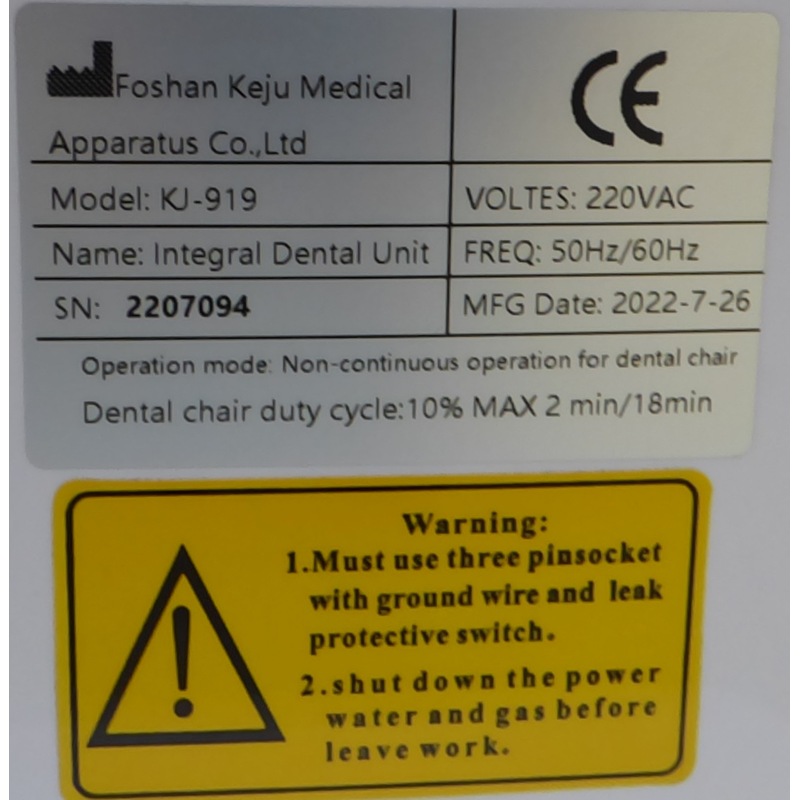 Foshan Keju Medical
Apparatus Co.,Ltd
CE
Model: KJ-919
VOLTES: 220VAC
Name: Integral Dental Unit
FREQ: 50Hz/60Hz
SN: 2207094
MFG Date: 2022-7-26
Operation mode: Non-continuous operation for dental chair
Dental chair duty cycle:10% MAX 2 min/18min
Warning:
1.Must use three pinsocket
with ground wire and leak
protective switch.
2.shut down the power
water and gas before
leave work.